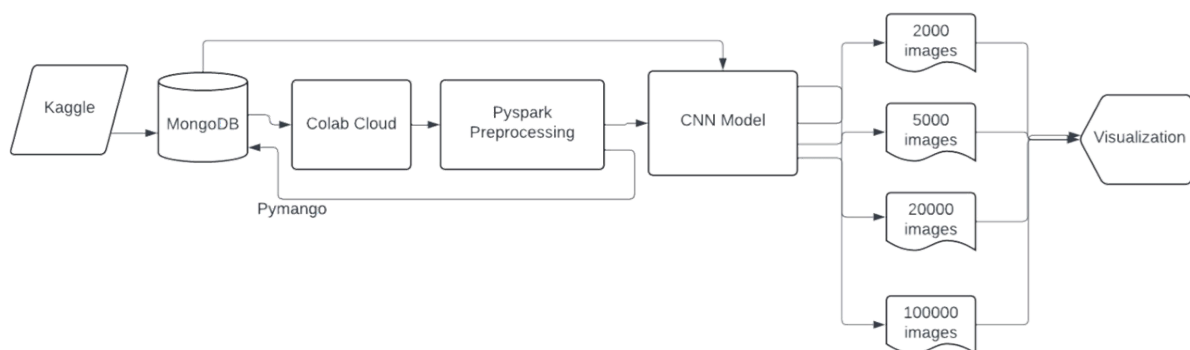 Kaggle
MongoDB
Colab Cloud
Pyspark
Preprocessing
CNN Model
Pymango
2000
images
5000
images
20000
images
100000
images
Visualization